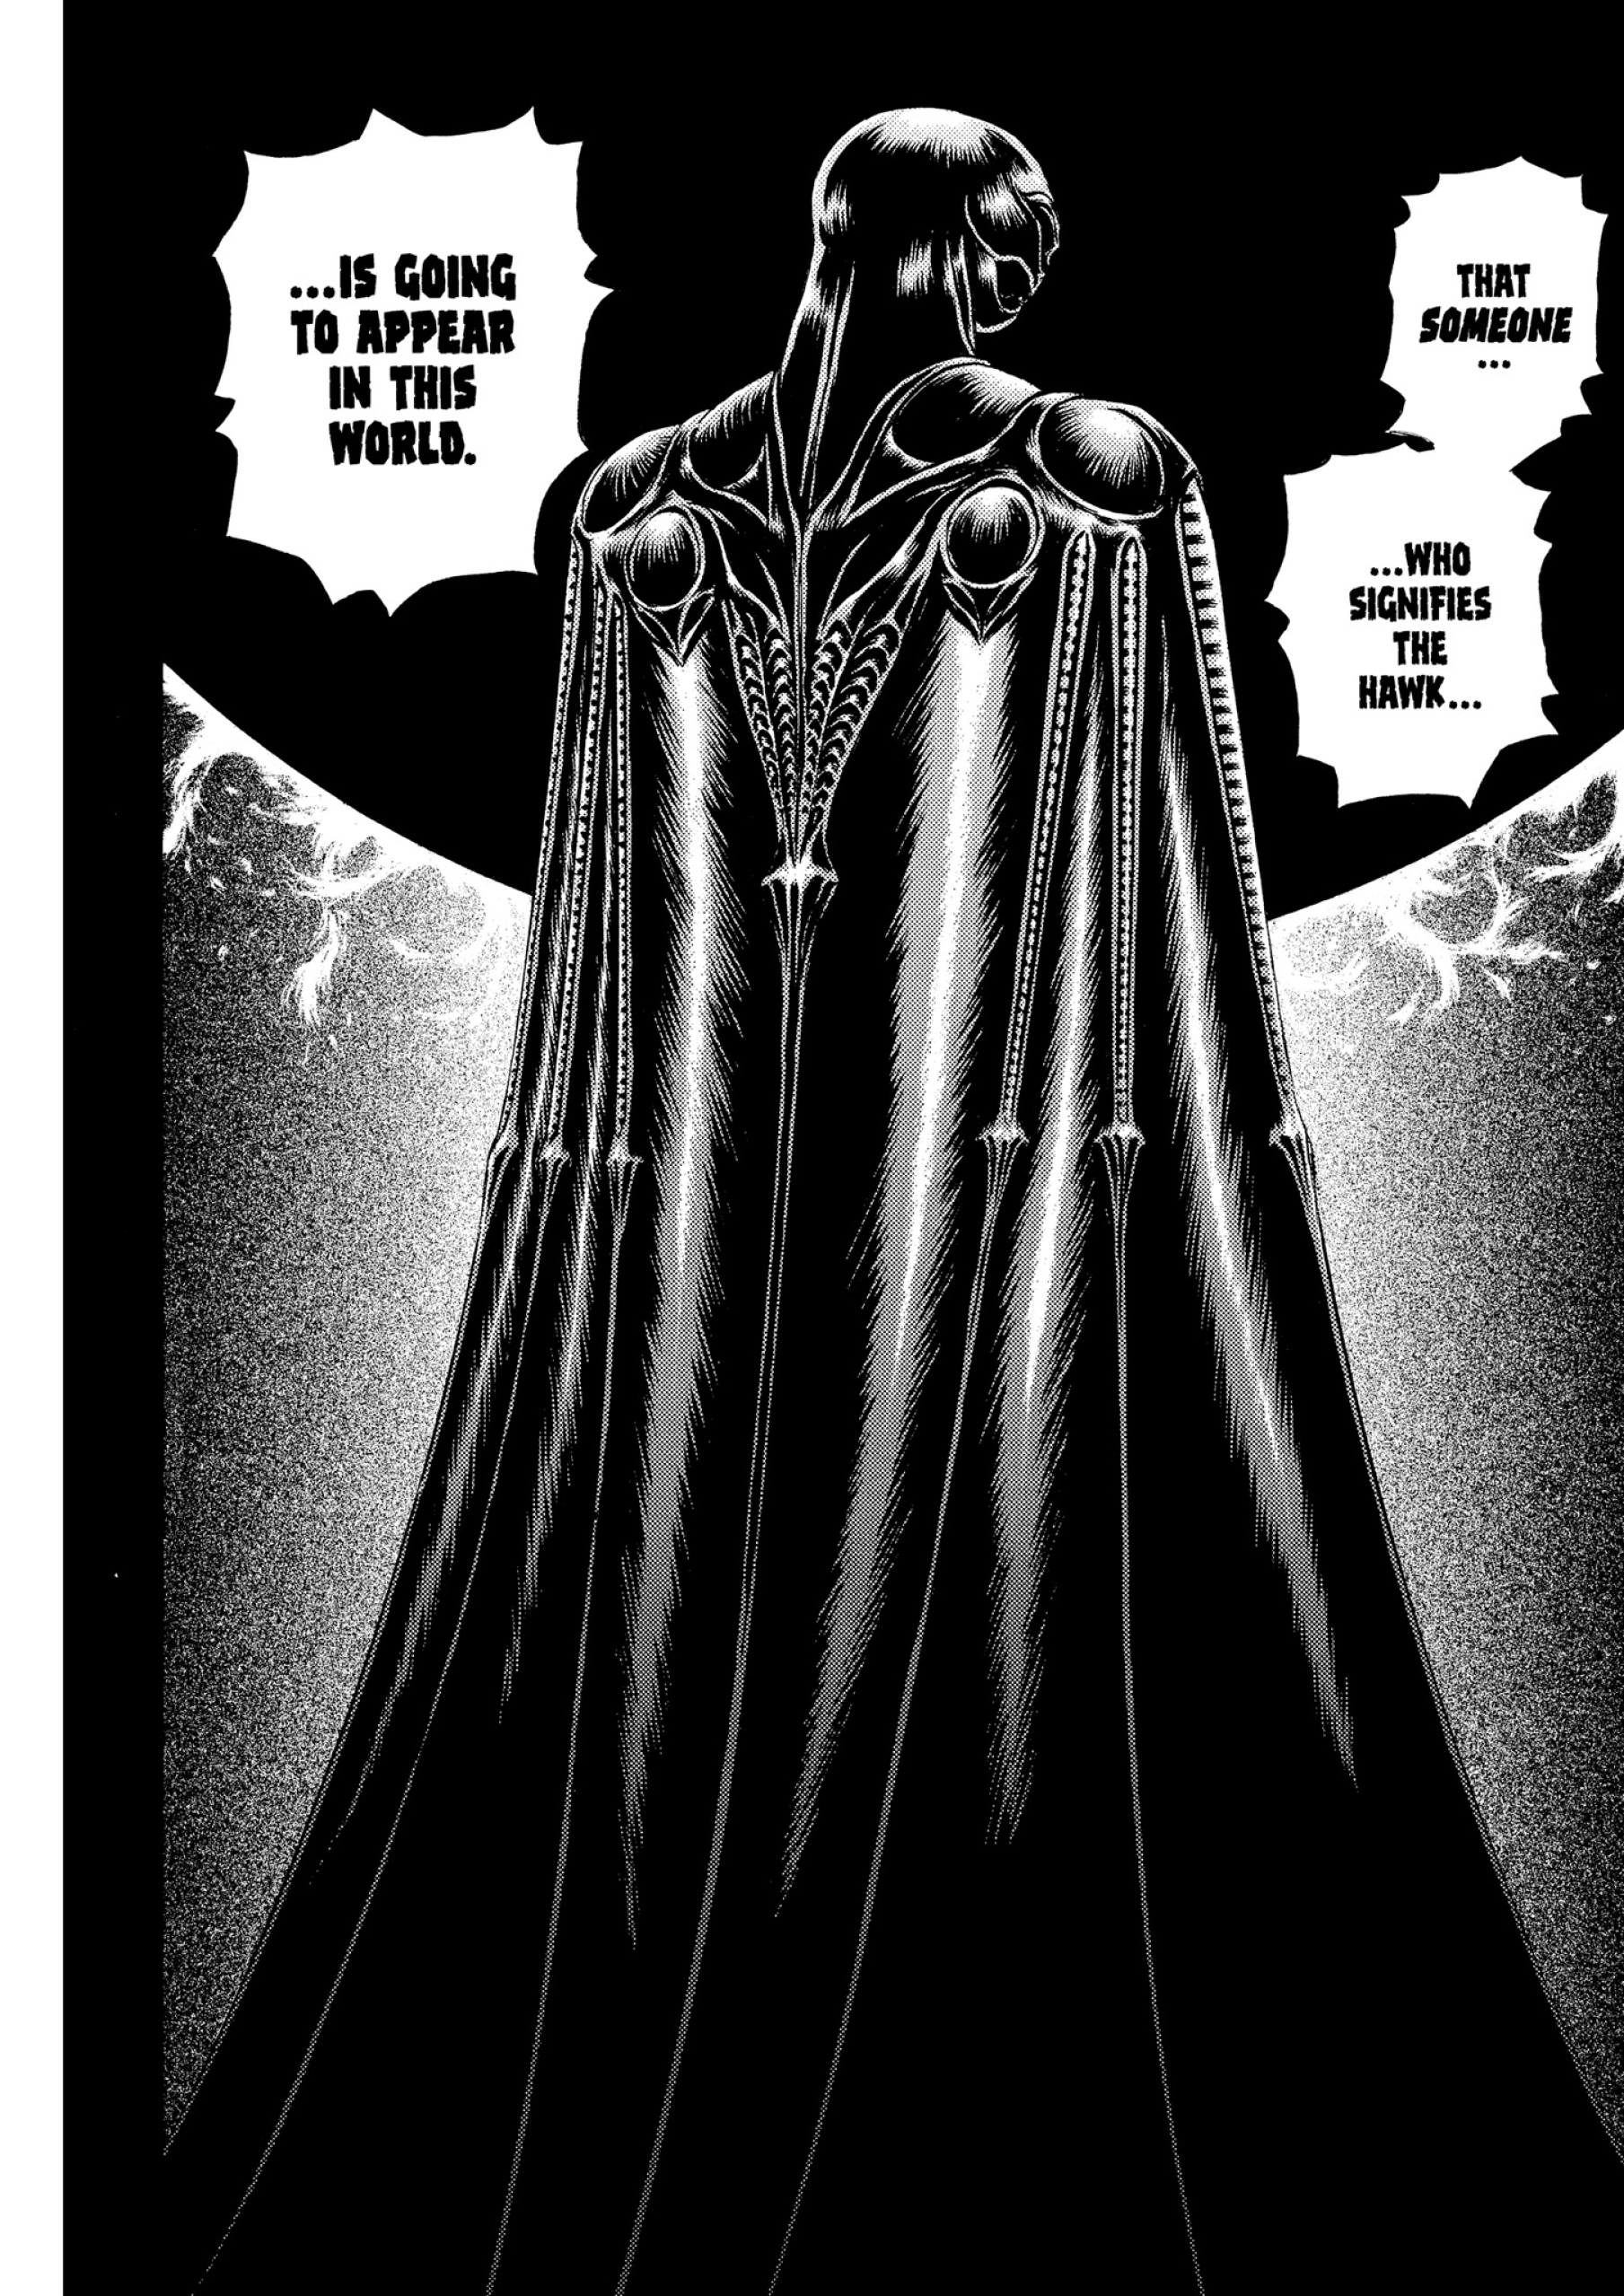 THAT
SOMEONE
...
...WHO
SIGNIFIES
THE
HAWK...
...IS GOING
TO APPEAR
IN THIS
WORLD.